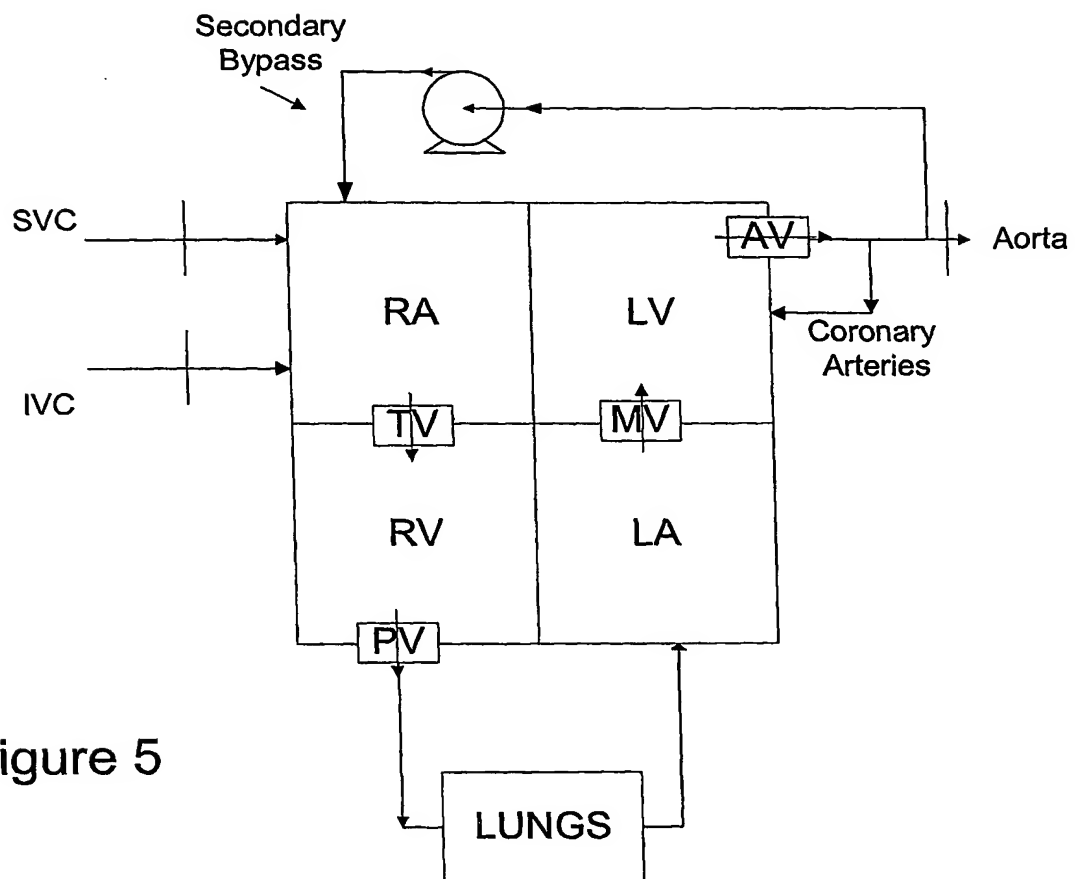 Secondary
Bypass
SVC
AV
Aorta
RA
LV
Coronary
Arteries
IVC
TV
MV
RV
LA
PV
igure 5
LUNGS